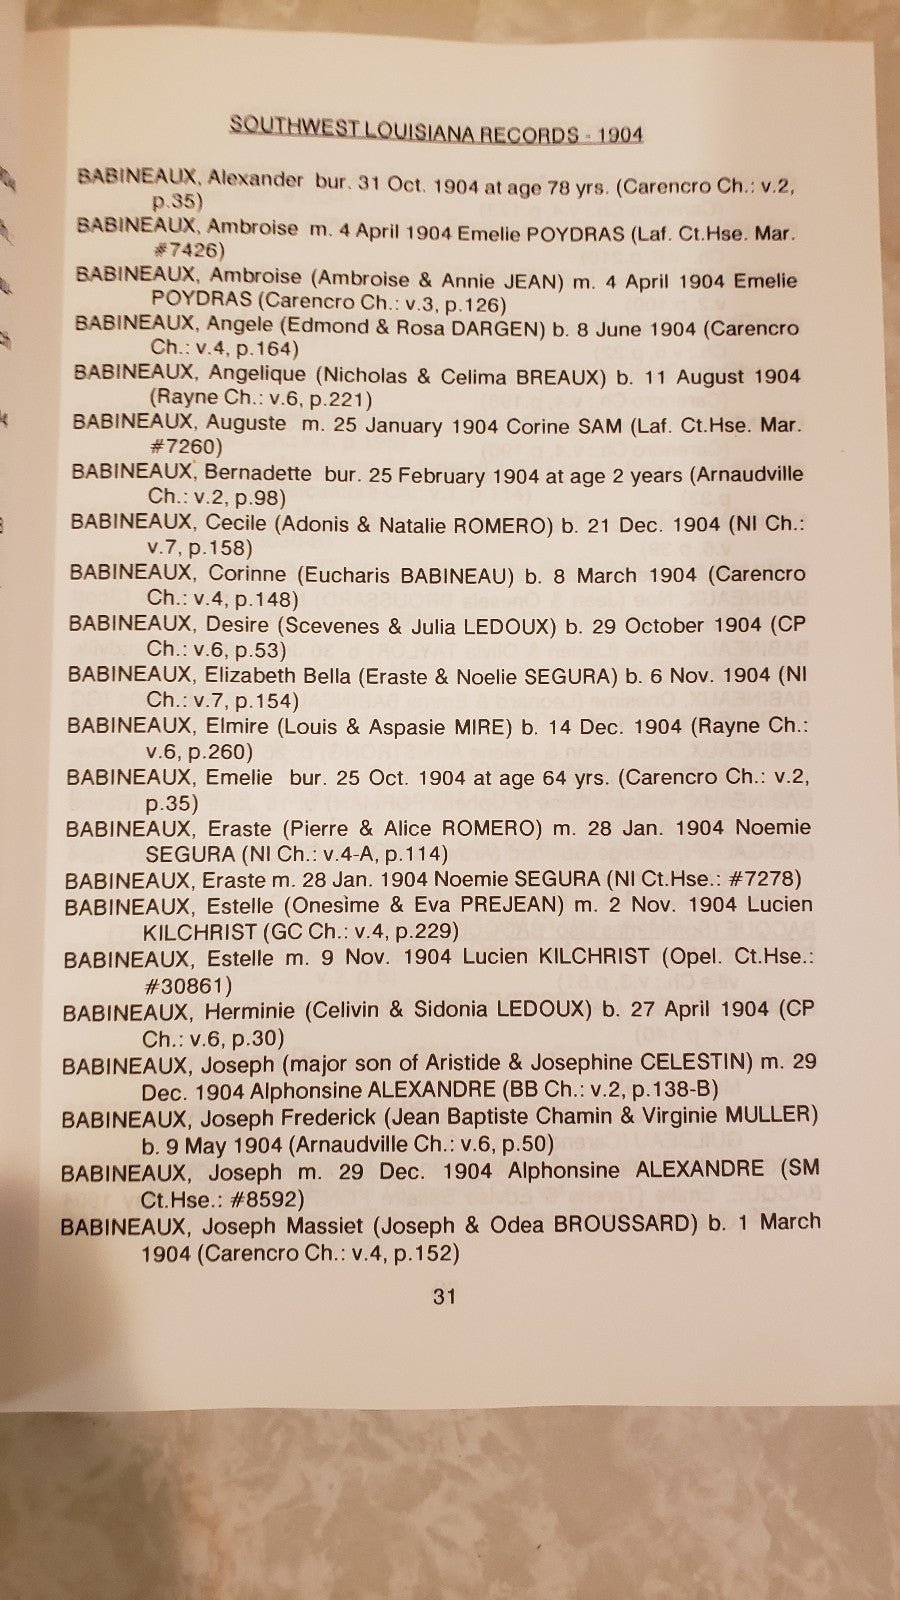 SOUTHWEST LOUISIANA RECORDS - 1904
BABINEAUX, Alexander bur. 31 Oct. 1904 at age 78 yrs. (Carencro Ch.: v.2,
p.35)
BABINEAUX, Ambroise m. 4 April 1904 Emelie POYDRAS (Laf. Ct.Hse. Mar.
#7426)
BABINEAUX, Ambroise (Ambroise & Annie JEAN) m. 4 April 1904 Emelie
POYDRAS (Carencro Ch.: v.3, p.126)
BABINEAUX, Angele (Edmond & Rosa DARGEN) b. 8 June 1904 (Carencro
Ch.: v.4, p.164)
BABINEAUX, Angelique (Nicholas & Celima BREAUX) b. 11 August 1904
(Rayne Ch.: v.6, p.221)
BABINEAUX, Auguste m. 25 January 1904 Corine SAM (Laf. Ct.Hse. Mar.
#7260)
BABINEAUX, Bernadette bur. 25 February 1904 at age 2 years (Arnaudville
Ch.: v.2, p.98)
BABINEAUX, Cecile (Adonis & Natalie ROMERO) b. 21 Dec. 1904 (NI Ch.:
v.7, p.158)
BABINEAUX, Corinne (Eucharis BABINEAU) b. 8 March 1904 (Carencro
Ch.: v.4, p.148)
BABINEAUX, Desire (Scevenes & Julia LEDOUX) b. 29 October 1904 (CP
Ch.: v.6, p.53)
BABINEAUX, Elizabeth Bella (Eraste & Noelie SEGURA) b. 6 Nov. 1904 (NI
Ch.: v.7, p.154)
BABINEAUX, Elmire (Louis & Aspasie MIRE) b. 14 Dec. 1904 (Rayne Ch.:
v.6, p.260)
BABINEAUX, Emelie bur. 25 Oct. 1904 at age 64 yrs. (Carencro Ch.: v.2,
p.35)
BABINEAUX, Eraste (Pierre & Alice ROMERO) m. 28 Jan. 1904 Noemie
SEGURA (NI Ch.: v.4-A, p.114)
BABINEAUX, Eraste m. 28 Jan. 1904 Noemie SEGURA (NI Ct.Hse.: #7278)
BABINEAUX, Estelle (Onesime & Eva PREJEAN) m. 2 Nov. 1904 Lucien
KILCHRIST (GC Ch.: v.4, p.229)
BABINEAUX, Estelle m. 9 Nov. 1904 Lucien KILCHRIST (Opel. Ct.Hse.:
#30861)
BABINEAUX, Herminie (Celivin & Sidonia LEDOUX) b. 27 April 1904 (CP
Ch.: v.6, p.30)
BABINEAUX, Joseph (major son of Aristide & Josephine CELESTIN) m. 29
Dec. 1904 Alphonsine ALEXANDRE (BB Ch.: v.2, p.138-B)
BABINEAUX, Joseph Frederick (Jean Baptiste Chamin & Virginie MULLER)
b. 9 May 1904 (Arnaudville Ch.: v.6, p.50)
BABINEAUX, Joseph m. 29 Dec. 1904 Alphonsine ALEXANDRE (SM
Ct.Hse.: #8592)
BABINEAUX, Joseph Massiet (Joseph & Odea BROUSSARD) b. 1 March
1904 (Carencro Ch.: v.4, p.152)
31